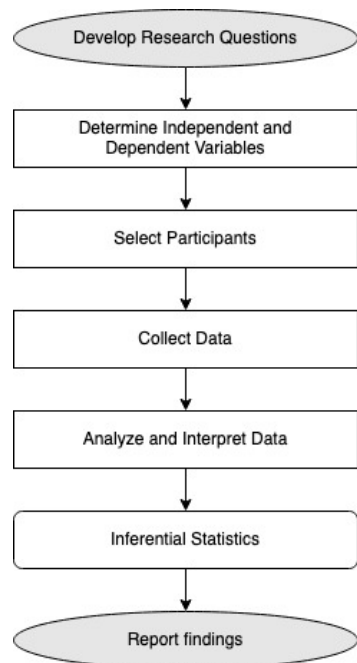 Develop Research Questions
Determine Independent and
Dependent Variables
Select Participants
Collect Data
Analyze and Interpret Data
Inferential Statistics
Report findings